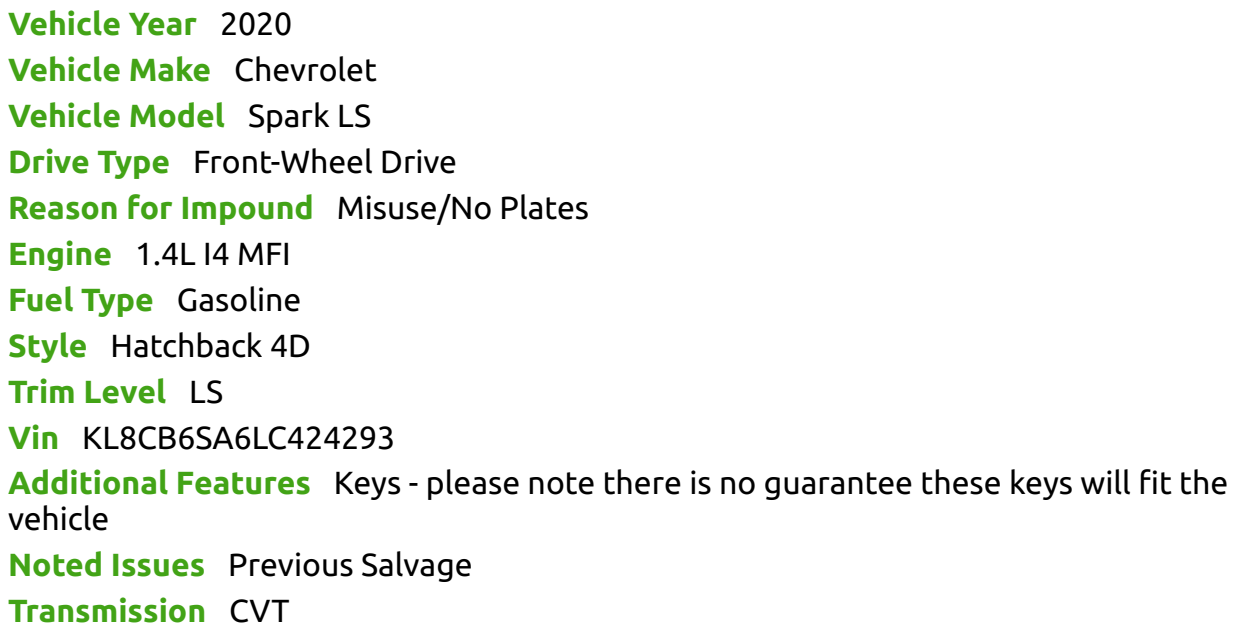 Vehicle Year 2020
Vehicle Make Chevrolet
Vehicle Model Spark LS
Drive Type Front-Wheel Drive
Reason for Impound Misuse/No Plates
Engine 1.4L I4 MFI
Fuel Type Gasoline
Style Hatchback 4D
Trim Level LS
Vin KL8CB6SA6LC424293
Additional Features Keys - please note there is no guarantee these keys will fit the
vehicle
Noted Issues Previous Salvage
Transmission CVT